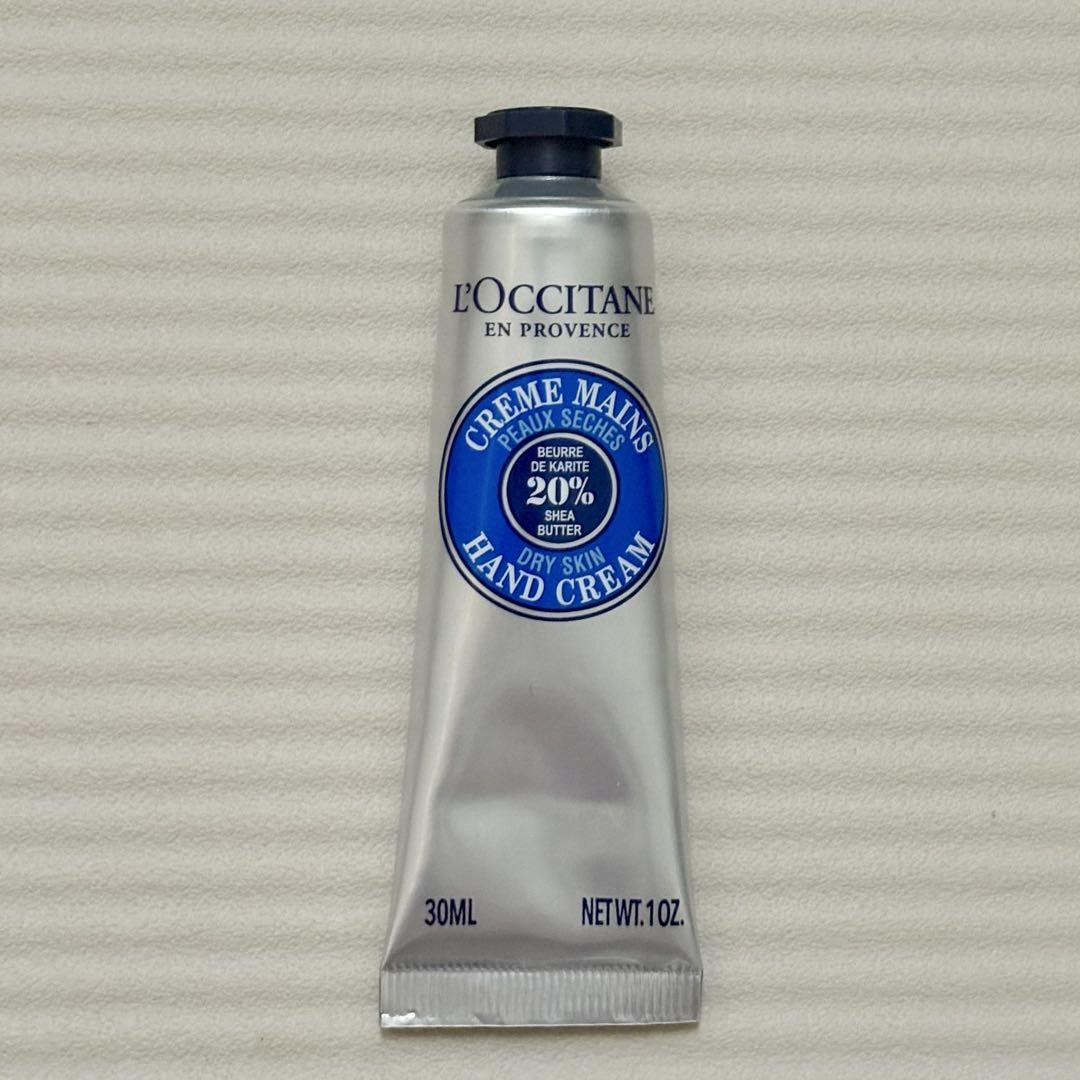 L'OCCITANE
EN PROVENCE
CREME MAINS
PEAUX SECHES
BEURRE
DE KARITE
20%
SHEA
BUTTER
DRY SKIN
HAND CREAM
30ML NET WT. 1 OZ.